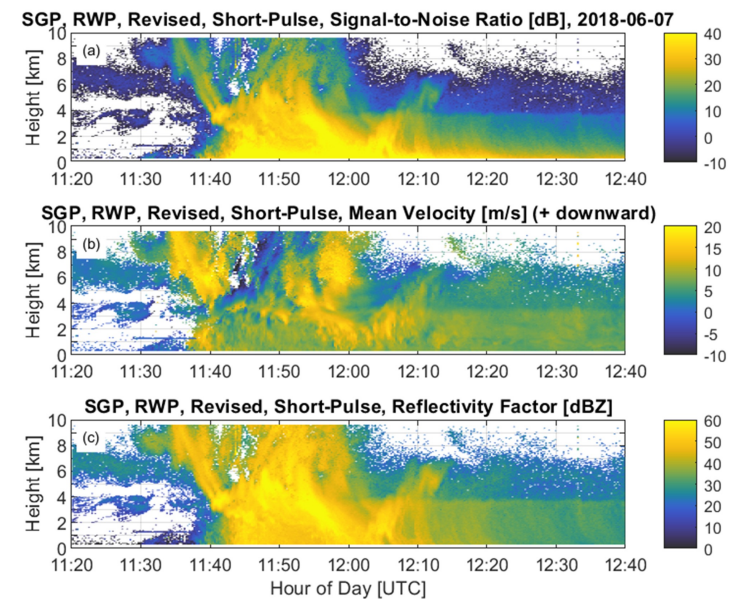 SGP, RWP, Revised, Short-Pulse, Signal-to-Noise Ratio [dB], 2018-06-07
(a)
Height [km]
10
8
6
4
2
0
11:20 11:30 11:40 11:50 12:00 12:10 12:20 12:30 12:40
40
30
20
10
0
-10
SGP, RWP, Revised, Short-Pulse, Mean Velocity [m/s] (+ downward)
(b)
Height [km]
10
8
6
4
2
0
11:20 11:30 11:40 11:50 12:00 12:10 12:20 12:30 12:40
20
15
10
5
0
-5
-10
SGP, RWP, Revised, Short-Pulse, Reflectivity Factor [dBZ]
(c)
Height [km]
10
8
6
4
2
0
11:20 11:30 11:40 11:50 12:00 12:10 12:20 12:30 12:40
60
50
40
30
20
10
0
Hour of Day [UTC]